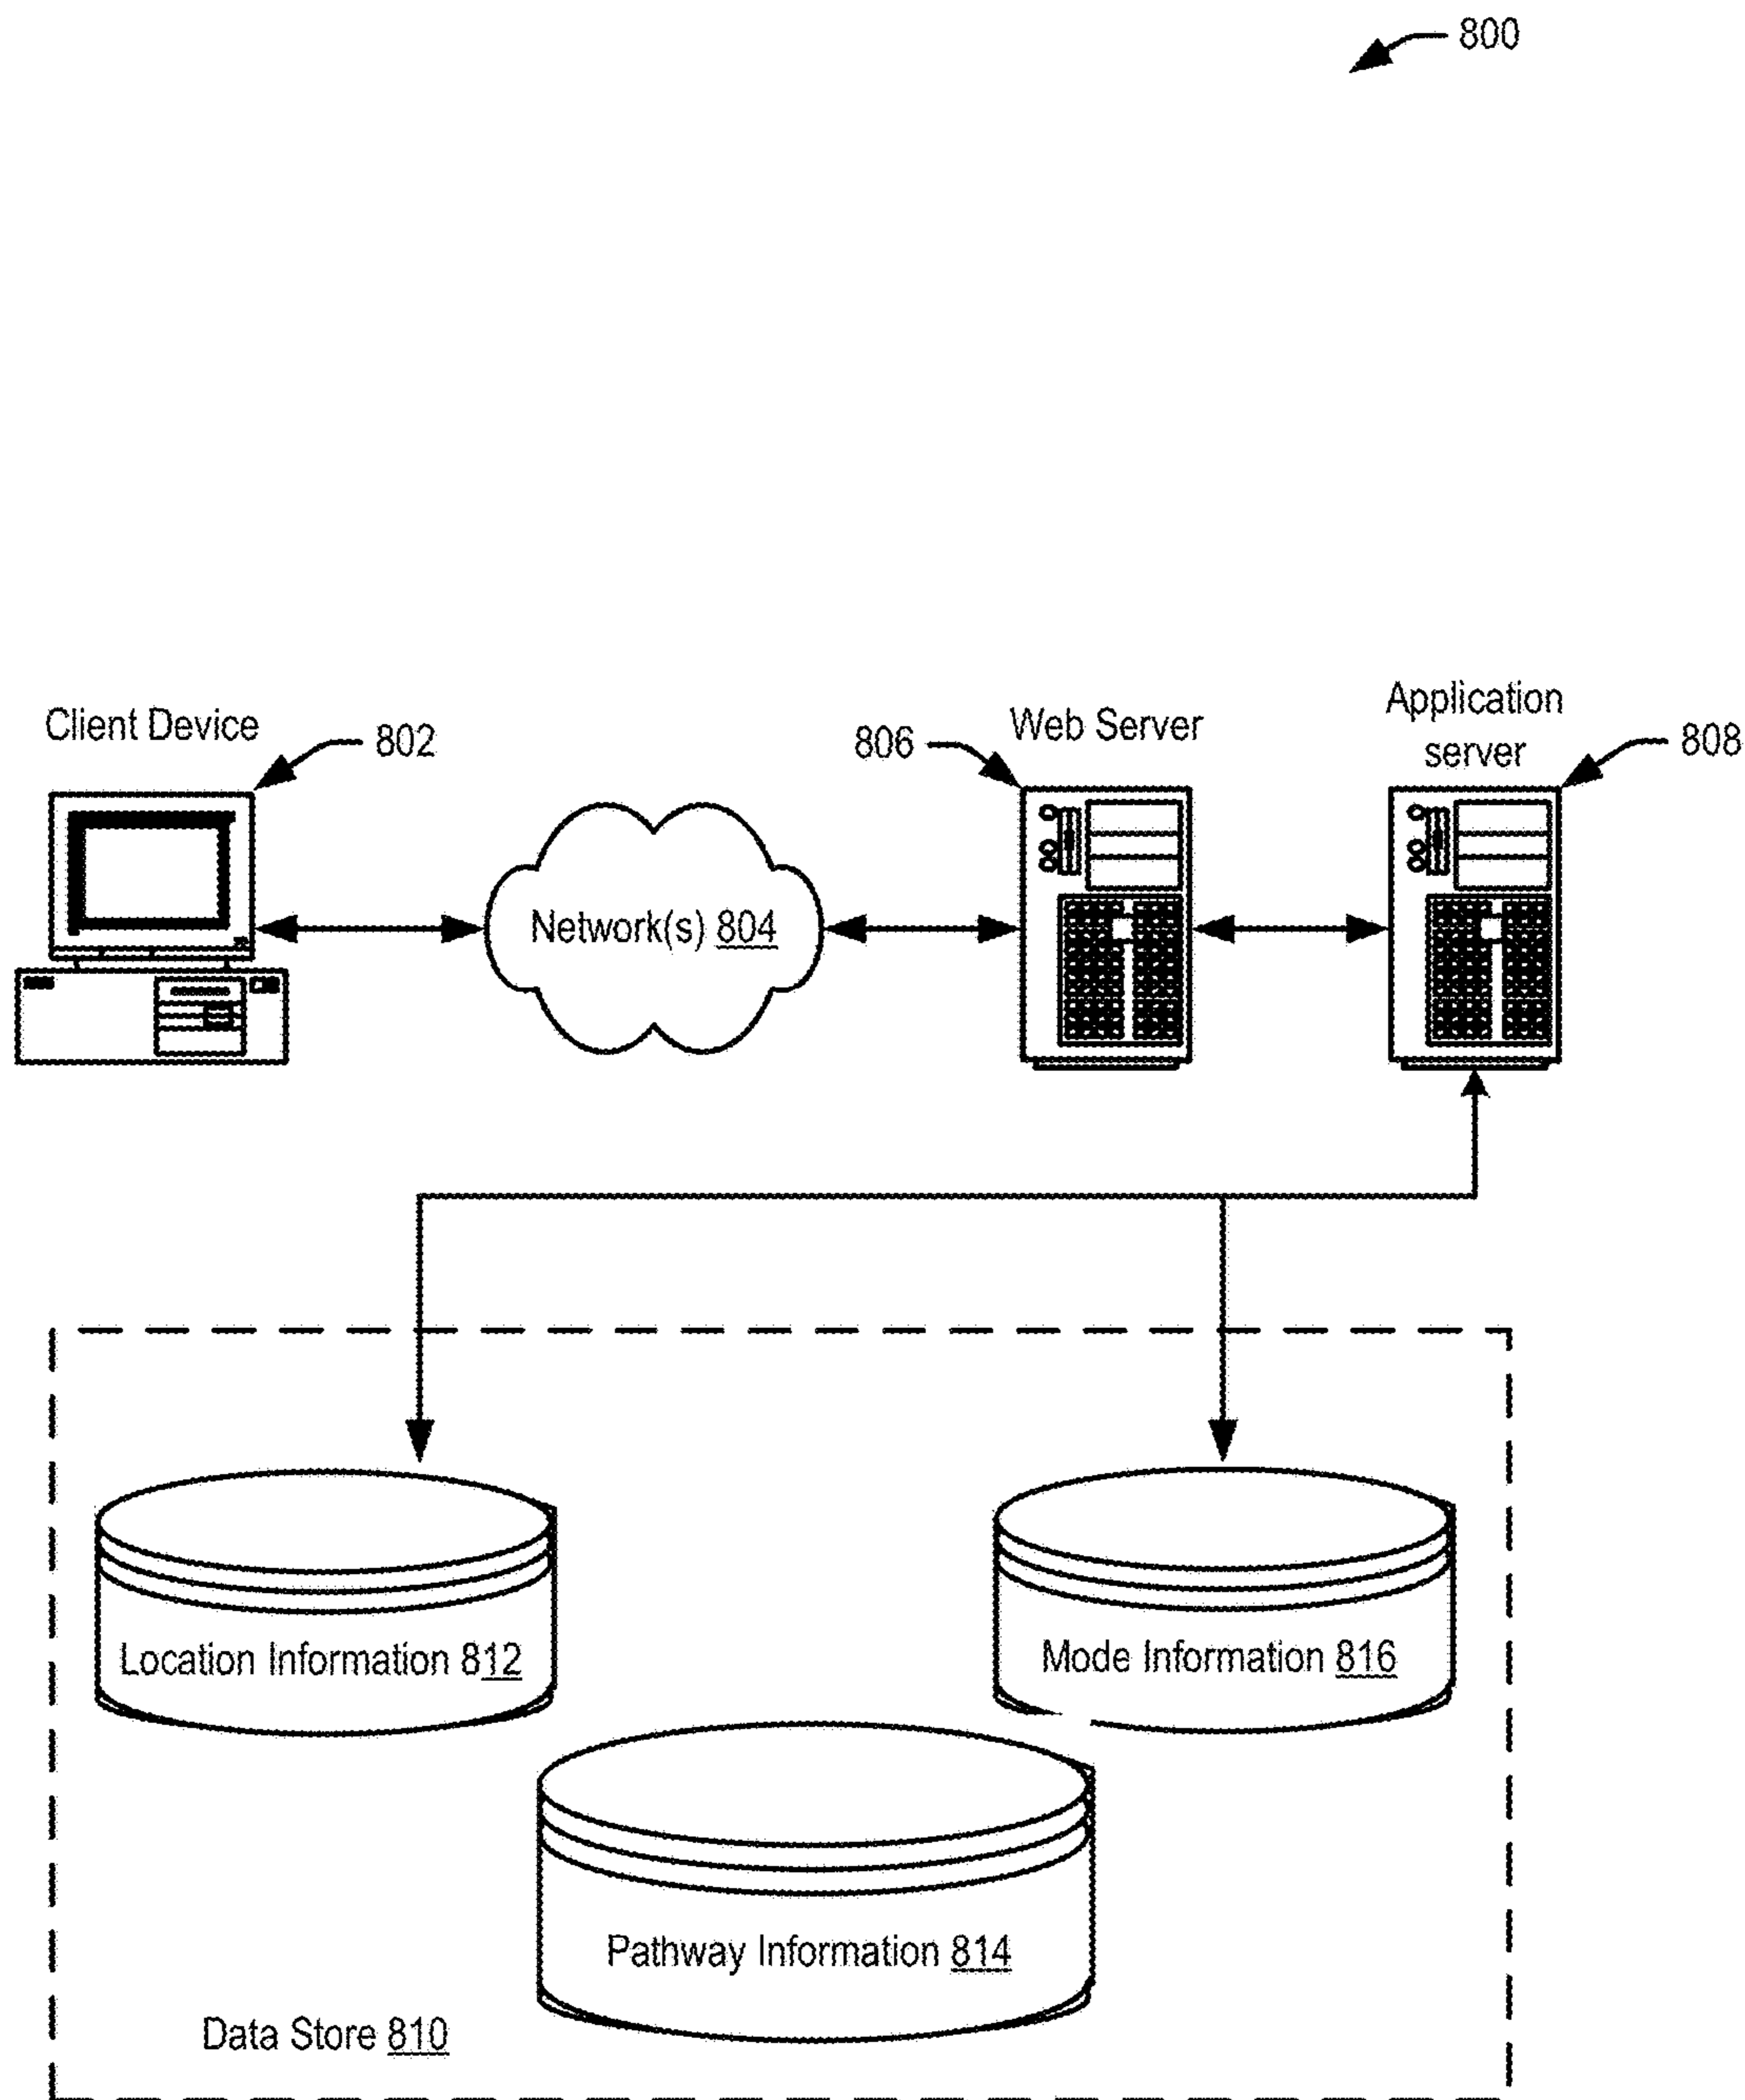 800
Client Device
802
806
Web Server
Application
server
808
Network(s) 804
Location Information 812
Mode Information 816
Pathway Information 814
Data Store 810